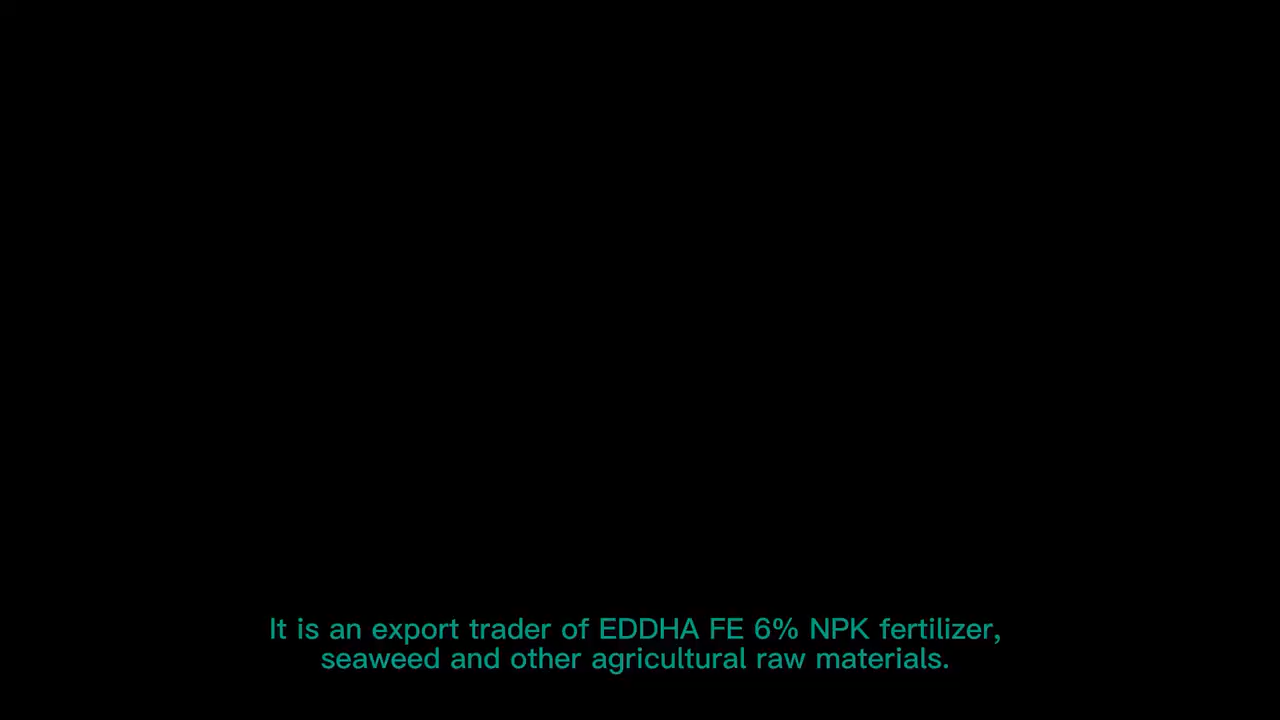 It is an export trader of EDDHA FE 6% NPK fertilizer,
seaweed and other agricultural raw materials.